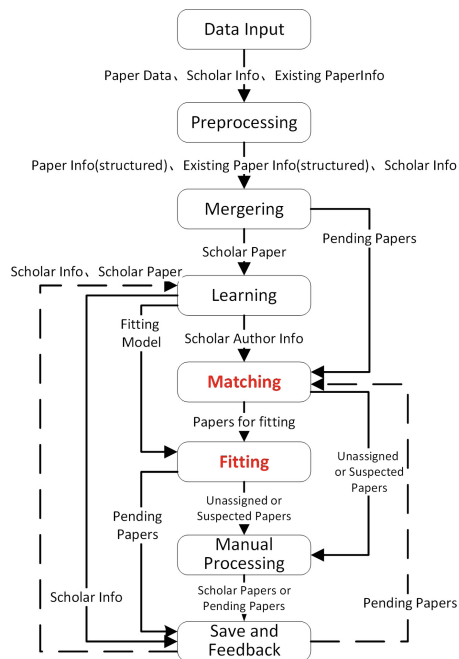 Data Input
Paper Data、Scholar Info、Existing PaperInfo
Preprocessing
Paper Info(structured)、Existing Paper Info(structured)、Scholar Info
Mergering
Pending Papers
Scholar Paper
Scholar Info、Scholar Paper
Learning
Fitting
Model
Scholar Author Info
Matching
Papers for fitting
Unassigned
or Suspected
Papers
Fitting
Unassigned or
Suspected Papers
Pending
Papers
Manual
Processing
Scholar Papers or
Pending Papers
Scholar Info
Pending Papers
Save and
Feedback